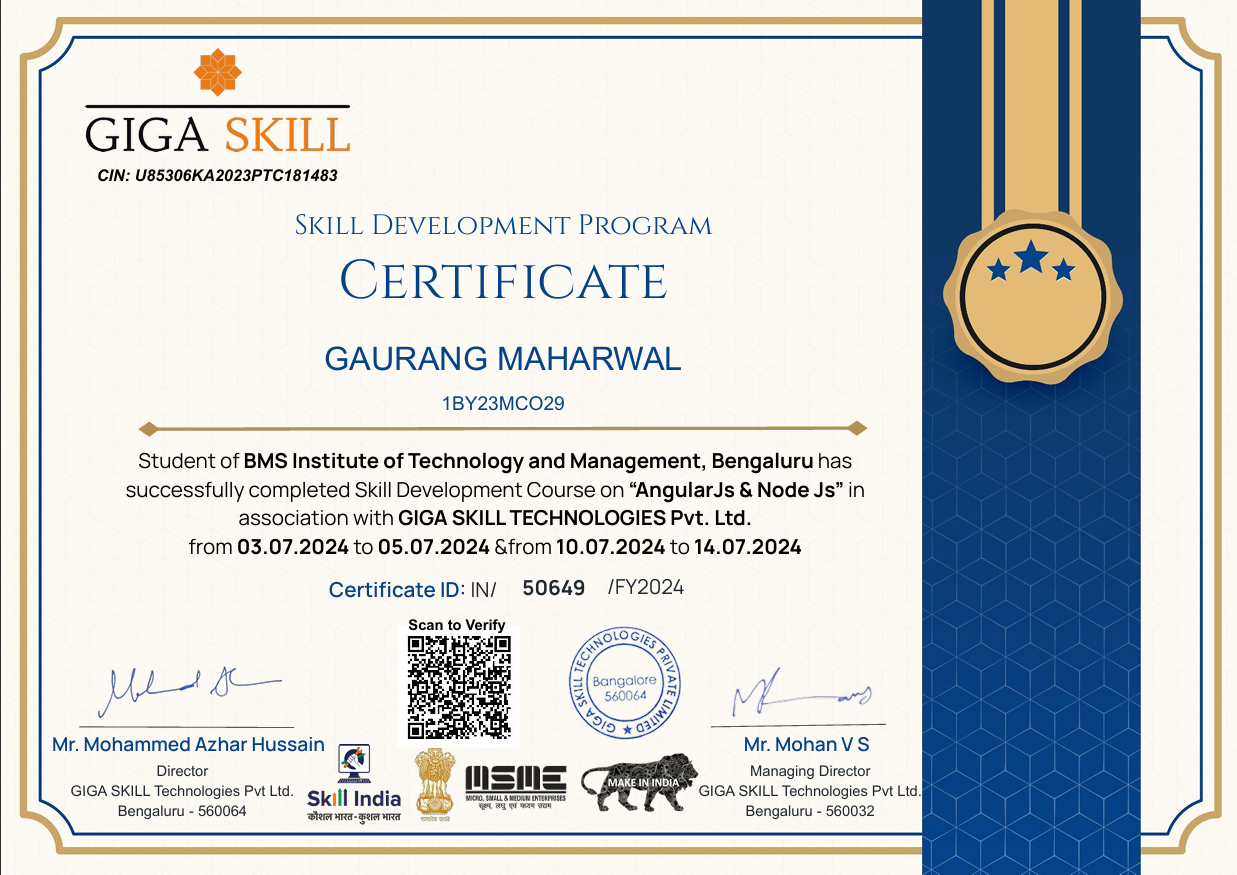 GIGA SKILL
CIN: U85306KA2023PTC181483
SKILL DEVELOPMENT PROGRAM
CERTIFICATE
GAURANG MAHARWAL
1BY23MCO29
Student of BMS Institute of Technology and Management, Bengaluru has
successfully completed Skill Development Course on “AngularJs & Node Js” in
association with GIGA SKILL TECHNOLOGIES Pvt. Ltd.
from 03.07.2024 to 05.07.2024 &from 10.07.2024 to 14.07.2024
Certificate ID: IN/ 50649 /FY2024
Scan to Verify
GIGA SKILL TECHNOLOGIES PRIVATE LIMITED
Bangalore
560064
Mr. Mohammed Azhar Hussain
Director
GIGA SKILL Technologies Pvt Ltd.
Bengaluru - 560064
Skill India
कौशल भारत-कुशल भारत
सत्यमेव जयते
msme
MICRO, SMALL & MEDIUM ENTERPRISES
सूक्ष्म, लघु एवं मध्यम उद्यम
MAKE IN INDIA
Mr. Mohan V S
Managing Director
GIGA SKILL Technologies Pvt Ltd.
Bengaluru - 560032